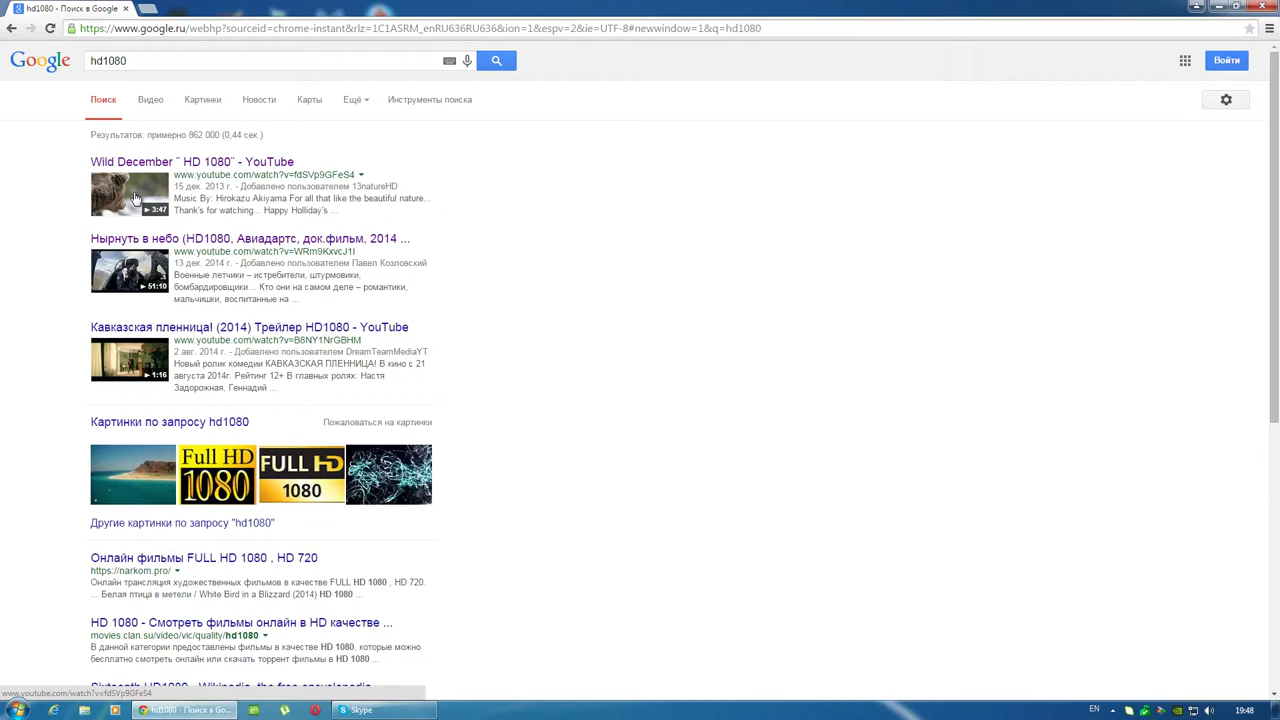 hd1080 - Поиск в Google
https://www.google.ru/webhp?sourceid=chrome-instant&rlz=1C1ASRM_enRU636RU636&ion=1&espv=2&ie=UTF-8#newwindow=1&q=hd1080
Google
hd1080
Войти
Поиск Видео Картинки Новости Карты Ещё Инструменты поиска
Результатов: примерно 862 000 (0,44 сек.)
Wild December ¨ HD 1080¨ - YouTube
www.youtube.com/watch?v=fdSVp9GFeS4
15 дек. 2013 г. - Добавлено пользователем 13natureHD
Music By: Hirokazu Akiyama For all that like the beautiful nature...
Thank's for watching... Happy Holliday's ...
3:47
Нырнуть в небо (HD1080, Авиадартс, док.фильм, 2014 ...
www.youtube.com/watch?v=WRm9KxvcJ1I
13 дек. 2014 г. - Добавлено пользователем Павел Козловский
Военные летчики – истребители, штурмовики,
бомбардировщики... Кто они на самом деле – романтики,
мальчишки, воспитанные на ...
51:10
Кавказская пленница! (2014) Трейлер HD1080 - YouTube
www.youtube.com/watch?v=B8NY1NrGBHM
2 авг. 2014 г. - Добавлено пользователем DreamTeamMediaYT
Новый ролик комедии КАВКАЗСКАЯ ПЛЕННИЦА! В кино с 21
августа 2014г. Рейтинг 12+ В главных ролях: Настя
Задорожная, Геннадий ...
1:16
Картинки по запросу hd1080 Пожаловаться на картинки
Full HD
1080
FULL HD
1080
Другие картинки по запросу "hd1080"
Онлайн фильмы FULL HD 1080 , HD 720
https://narkom.pro/
Онлайн трансляция художественных фильмов в качестве FULL HD 1080 , HD 720.
... Белая птица в метели / White Bird in a Blizzard (2014) HD 1080 ...
HD 1080 - Смотреть фильмы онлайн в HD качестве ...
movies.clan.su/video/vic/quality/hd1080
В данной категории предоставлены фильмы в качестве HD 1080, которые можно
бесплатно смотреть онлайн или скачать торрент фильмы в HD 1080 ...
www.youtube.com/watch?v=fdSVp9GFeS4
hd1080 - Поиск в Go...
Skype
EN
19:48